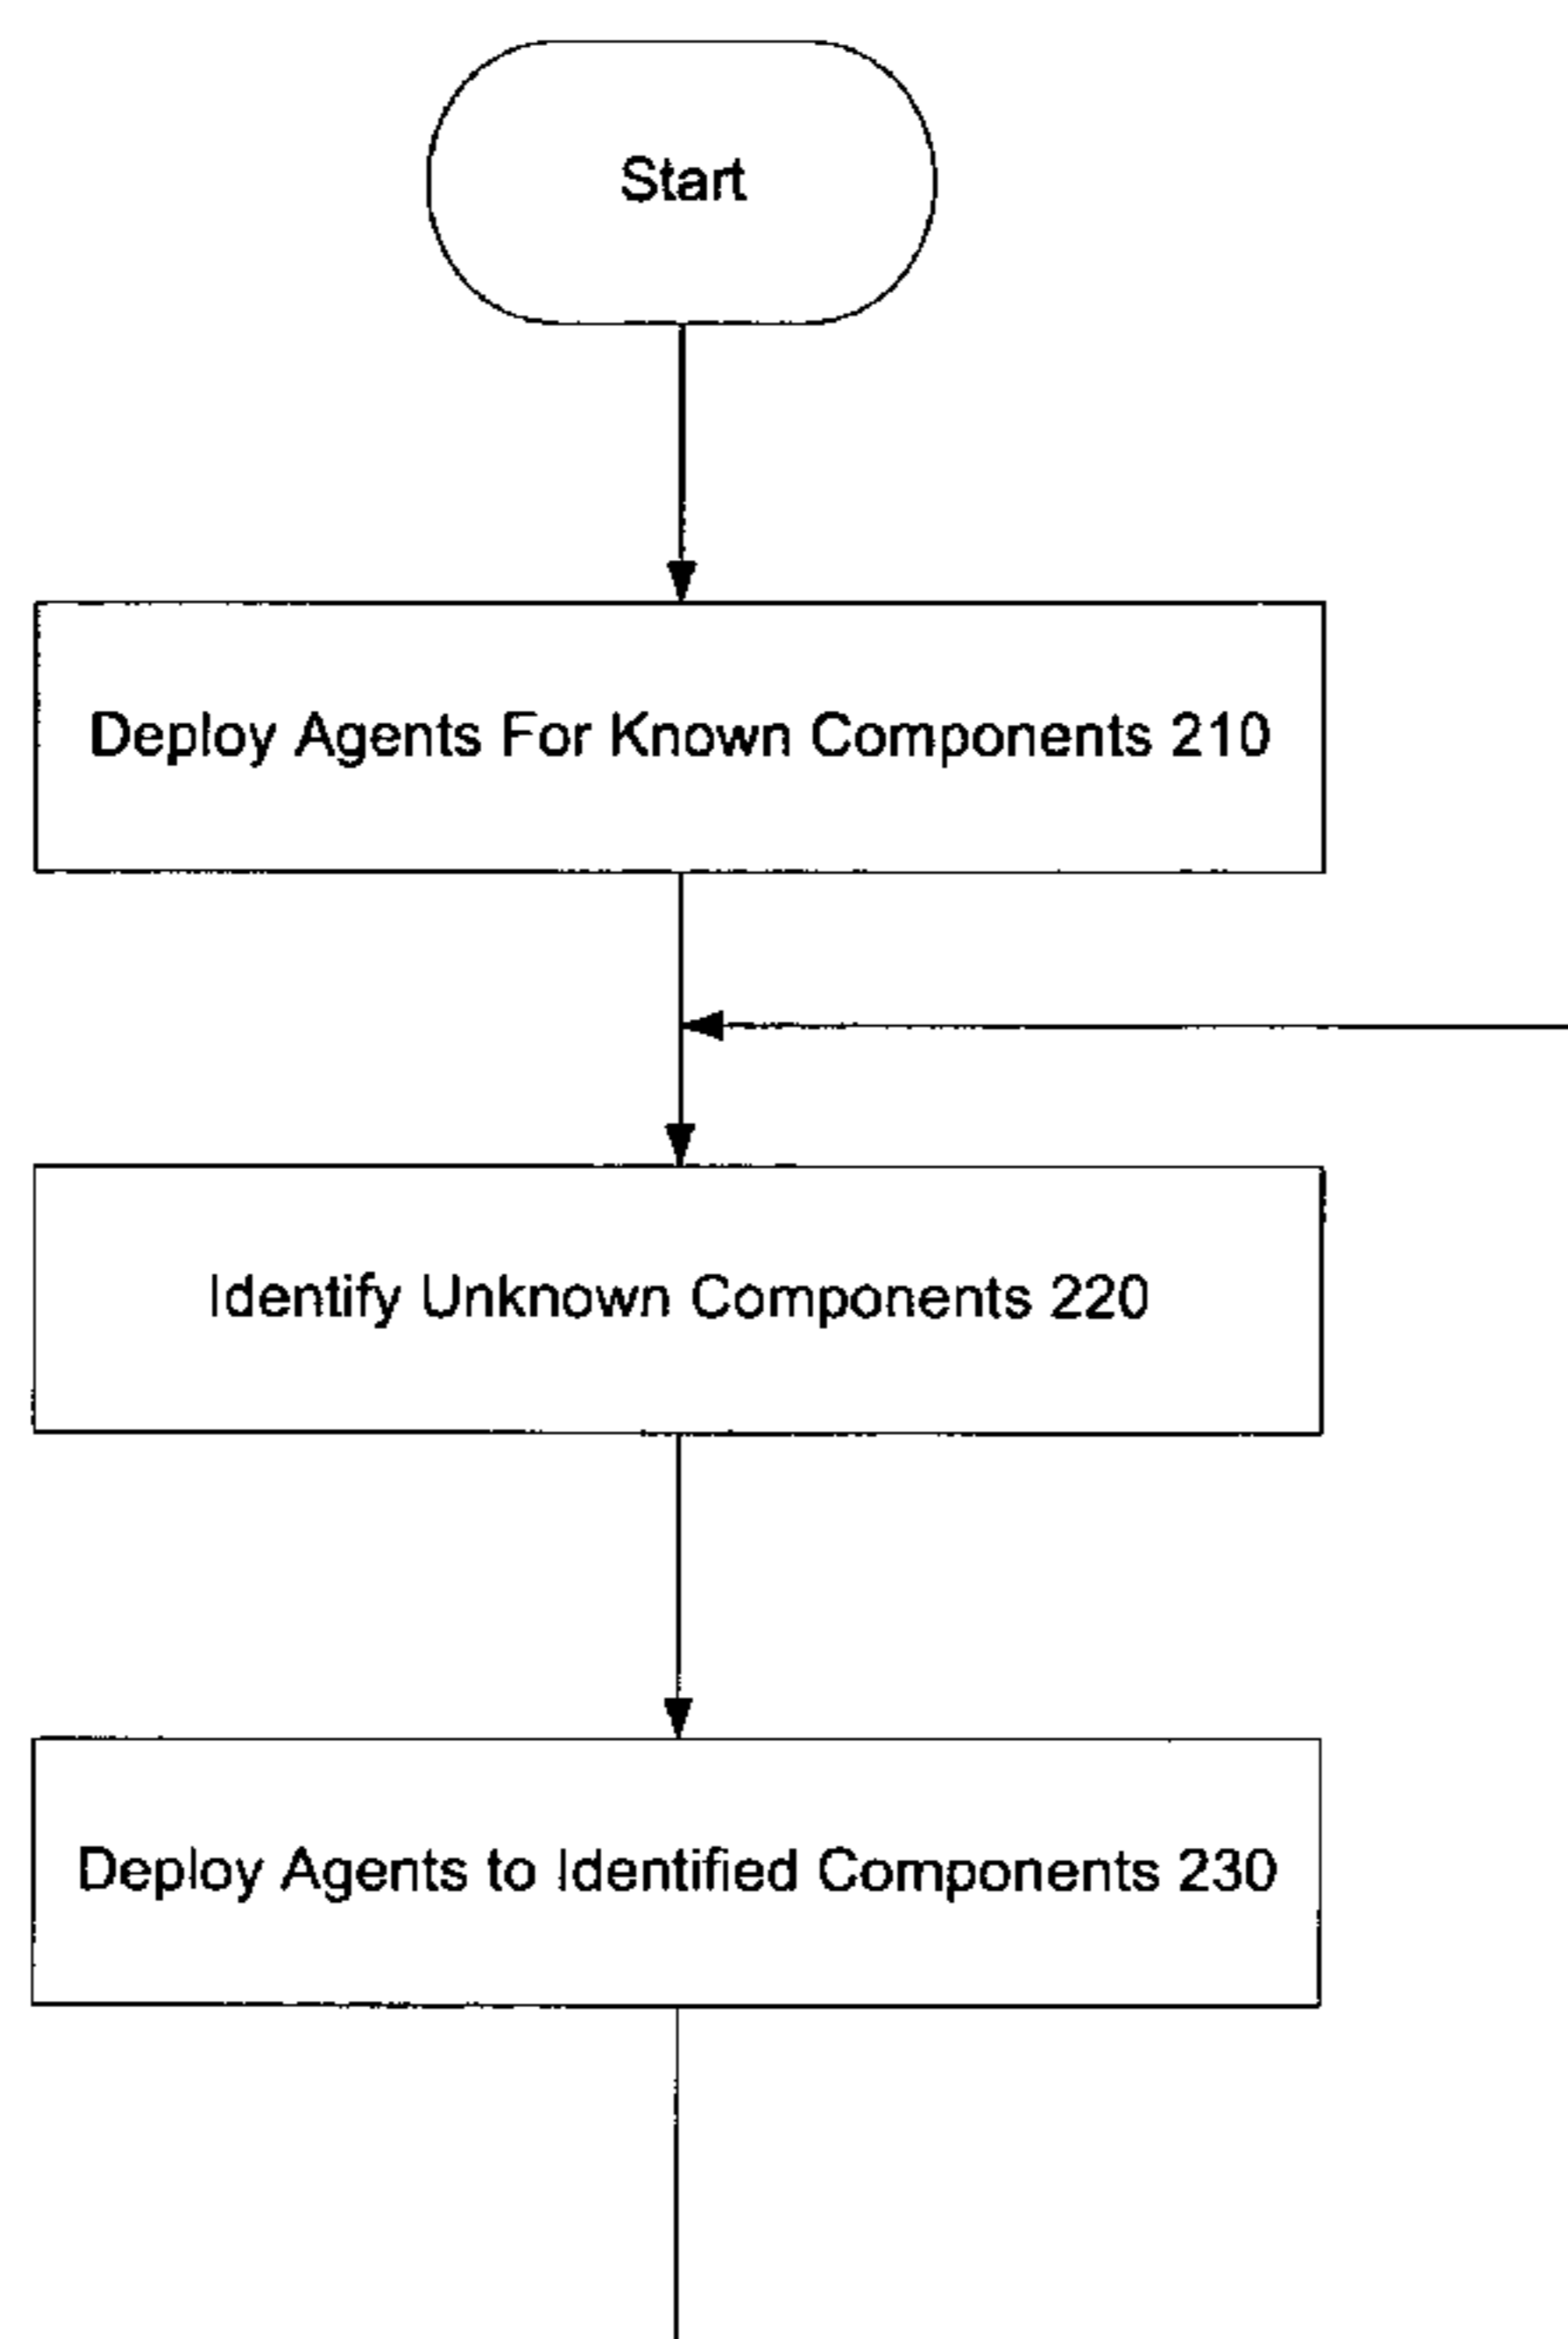 Start
Deploy Agents For Known Components 210
Identify Unknown Components 220
Deploy Agents to Identified Components 230